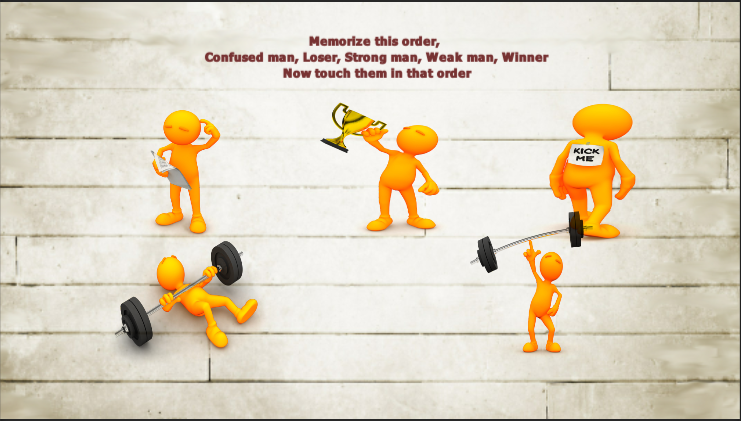 Memorize this order,
Confused man, Loser, Strong man, Weak man, Winner
Now touch them in that order
KICK
ME